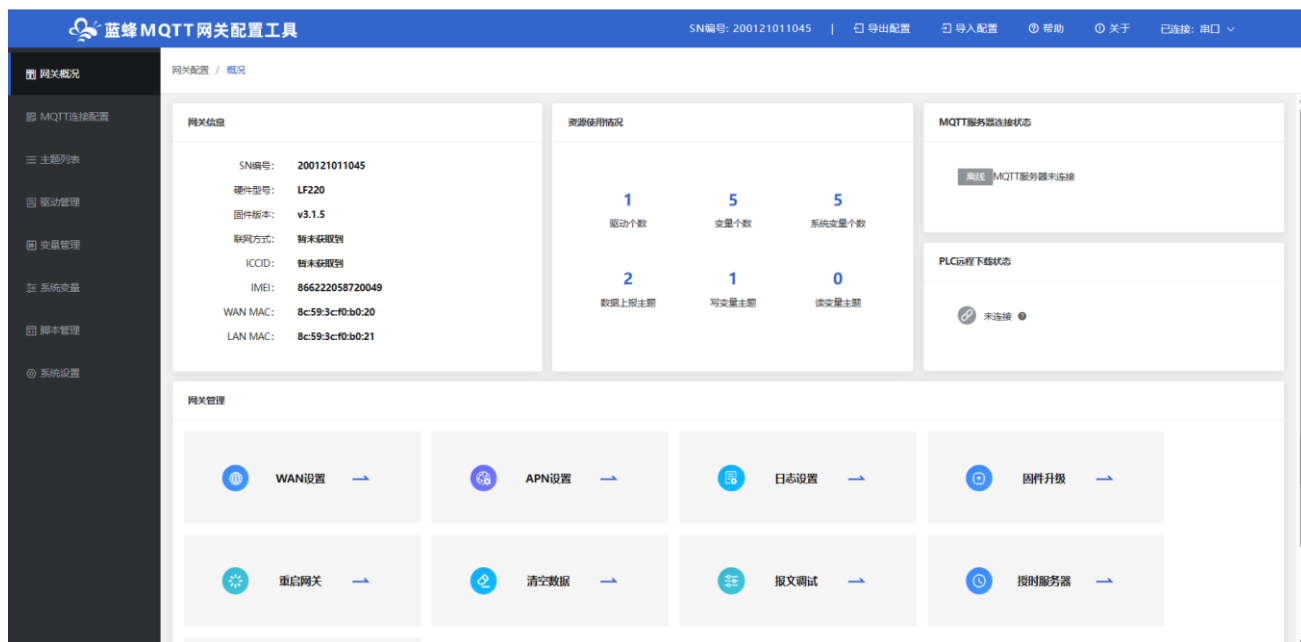 蓝蜂MQTT网关配置工具
SN编号: 200121011045 | 导出配置 导入配置 帮助 关于 已连接: 串口
网关概况
MQTT连接配置
主题列表
驱动管理
变量管理
系统变量
脚本管理
系统设置
网关配置 / 概况
网关信息
SN编号: 200121011045
硬件型号: LF220
固件版本: v3.1.5
联网方式: 暂未获取到
ICCID: 暂未获取到
IMEI: 866222058720049
WAN MAC: 8c:59:3c:f0:b0:20
LAN MAC: 8c:59:3c:f0:b0:21
资源使用情况
1 5 5
驱动个数 变量个数 系统变量个数
2 1 0
数据上报主题 写变量主题 读变量主题
MQTT服务器连接状态
离线 MQTT服务器未连接
PLC远程下载状态
未连接
网关管理
WAN设置 APN设置 日志设置 固件升级
重启网关 清空数据 报文调试 授时服务器